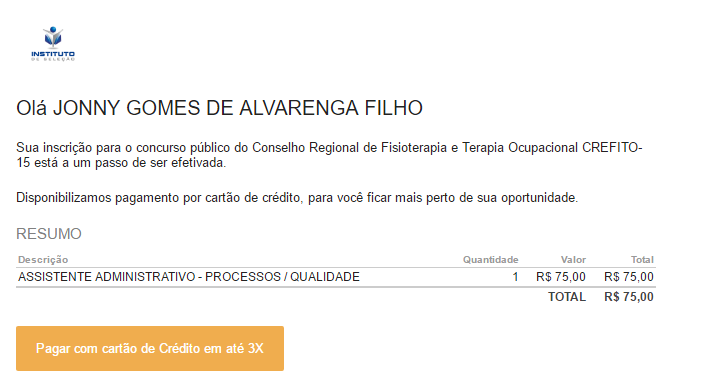 INSTITUTO
DE SELEÇÃO
Olá JONNY GOMES DE ALVARENGA FILHO
Sua inscrição para o concurso público do Conselho Regional de Fisioterapia e Terapia Ocupacional CREFITO-
15 está a um passo de ser efetivada.
Disponibilizamos pagamento por cartão de crédito, para você ficar mais perto de sua oportunidade.
RESUMO
Descrição Quantidade Valor Total
ASSISTENTE ADMINISTRATIVO - PROCESSOS / QUALIDADE 1 R$ 75,00 R$ 75,00
TOTAL R$ 75,00
Pagar com cartão de Crédito em até 3X